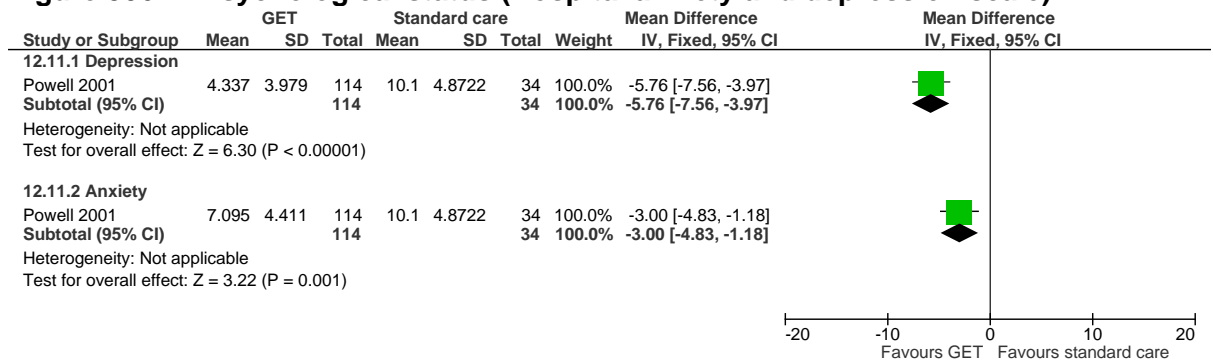 GET Standard care Mean Difference Mean Difference
Study or Subgroup Mean SD Total Mean SD Total Weight IV, Fixed, 95% CI IV, Fixed, 95% CI
12.11.1 Depression
Powell 2001 4.337 3.979 114 10.1 4.8722 34 100.0% -5.76 [-7.56, -3.97]
Subtotal (95% CI) 114 34 100.0% -5.76 [-7.56, -3.97]
Heterogeneity: Not applicable
Test for overall effect: Z = 6.30 (P < 0.00001)
12.11.2 Anxiety
Powell 2001 7.095 4.411 114 10.1 4.8722 34 100.0% -3.00 [-4.83, -1.18]
Subtotal (95% CI) 114 34 100.0% -3.00 [-4.83, -1.18]
Heterogeneity: Not applicable
Test for overall effect: Z = 3.22 (P = 0.001)
-20 -10 0 10 20
Favours GET Favours standard care